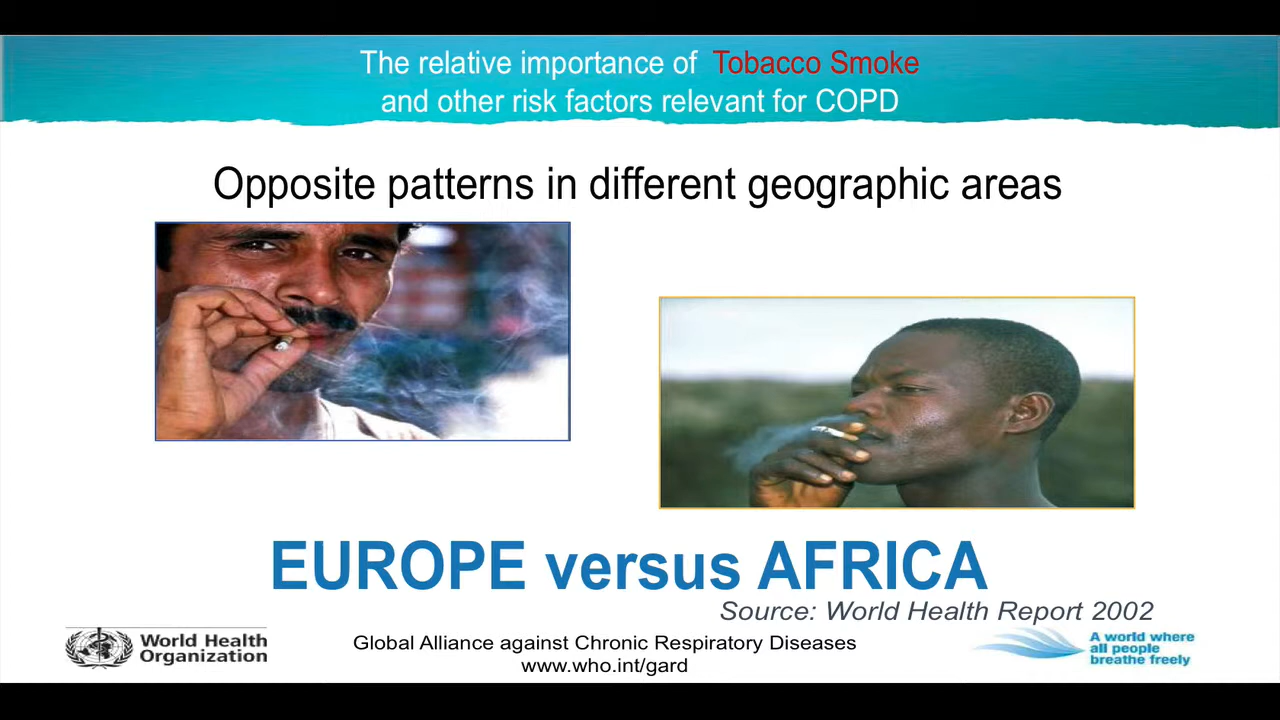 The relative importance of Tobacco Smoke
and other risk factors relevant for COPD
Opposite patterns in different geographic areas
EUROPE versus AFRICA
Source: World Health Report 2002
World Health
Organization
Global Alliance against Chronic Respiratory Diseases
www.who.int/gard
A world where
all people
breathe freely